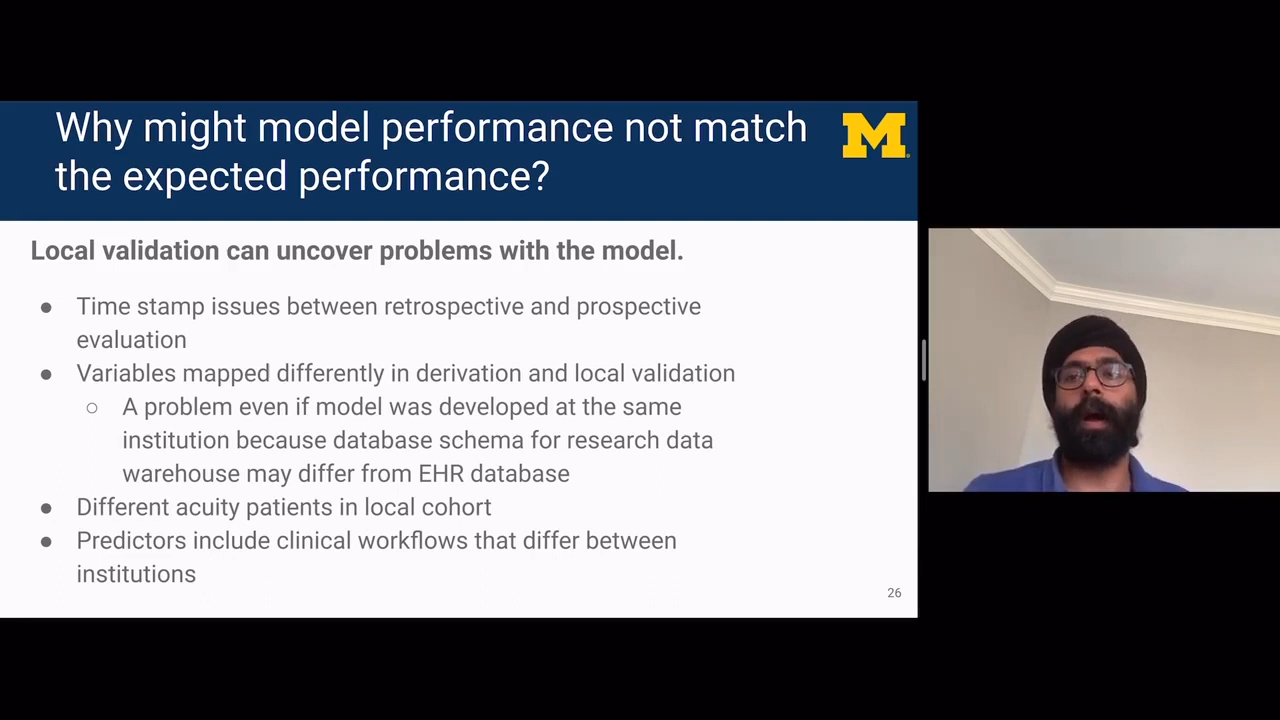 Why might model performance not match
the expected performance?
M
Local validation can uncover problems with the model.
● Time stamp issues between retrospective and prospective
evaluation
● Variables mapped differently in derivation and local validation
○ A problem even if model was developed at the same
institution because database schema for research data
warehouse may differ from EHR database
● Different acuity patients in local cohort
● Predictors include clinical workflows that differ between
institutions
26